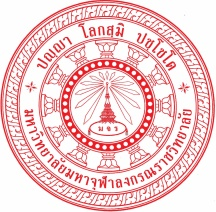 ปญฺญา โลกสฺมิ ปชฺโชโต
ม จ ร
มหาวิทยาลัยมหาจุฬาลงกรณราชวิทยาลัย